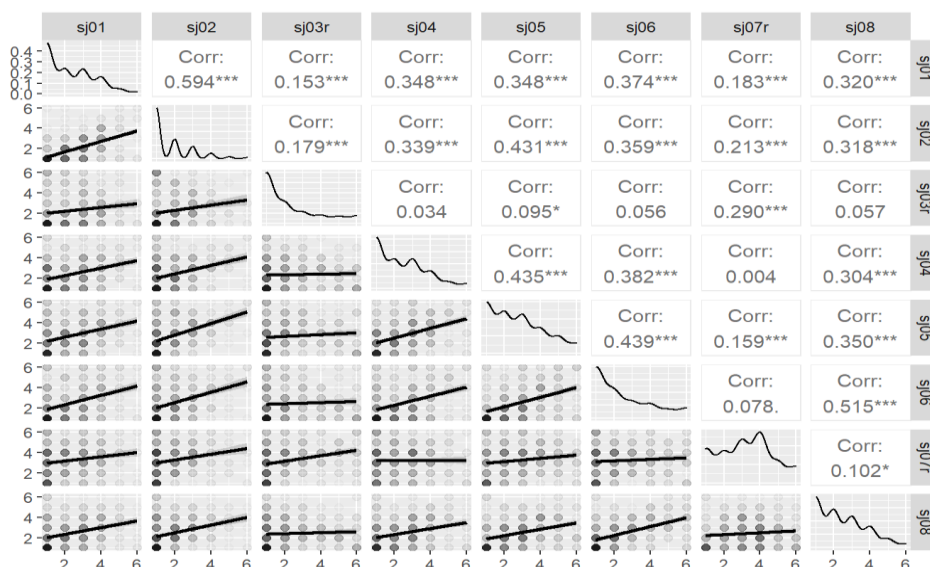 sj01 sj02 sj03r sj04 sj05 sj06 sj07r sj08
0.4
0.3
0.2
0.1
0.0
Corr: Corr: Corr: Corr: Corr: Corr: Corr:
0.594*** 0.153*** 0.348*** 0.348*** 0.374*** 0.183*** 0.320***
sj01
6
4
2
Corr: Corr: Corr: Corr: Corr: Corr:
0.179*** 0.339*** 0.431*** 0.359*** 0.213*** 0.318***
sj02
6
4
2
Corr: Corr: Corr: Corr: Corr:
0.034 0.095* 0.056 0.290*** 0.057
sj03r
6
4
2
Corr: Corr: Corr: Corr:
0.435*** 0.382*** 0.004 0.304***
sj04
6
4
2
Corr: Corr: Corr:
0.439*** 0.159*** 0.350***
sj05
6
4
2
Corr: Corr:
0.078. 0.515***
sj06
6
4
2
Corr:
0.102*
sj07r
6
4
2
sj08
2 4 6 2 4 6 2 4 6 2 4 6 2 4 6 2 4 6 2 4 6 2 4 6